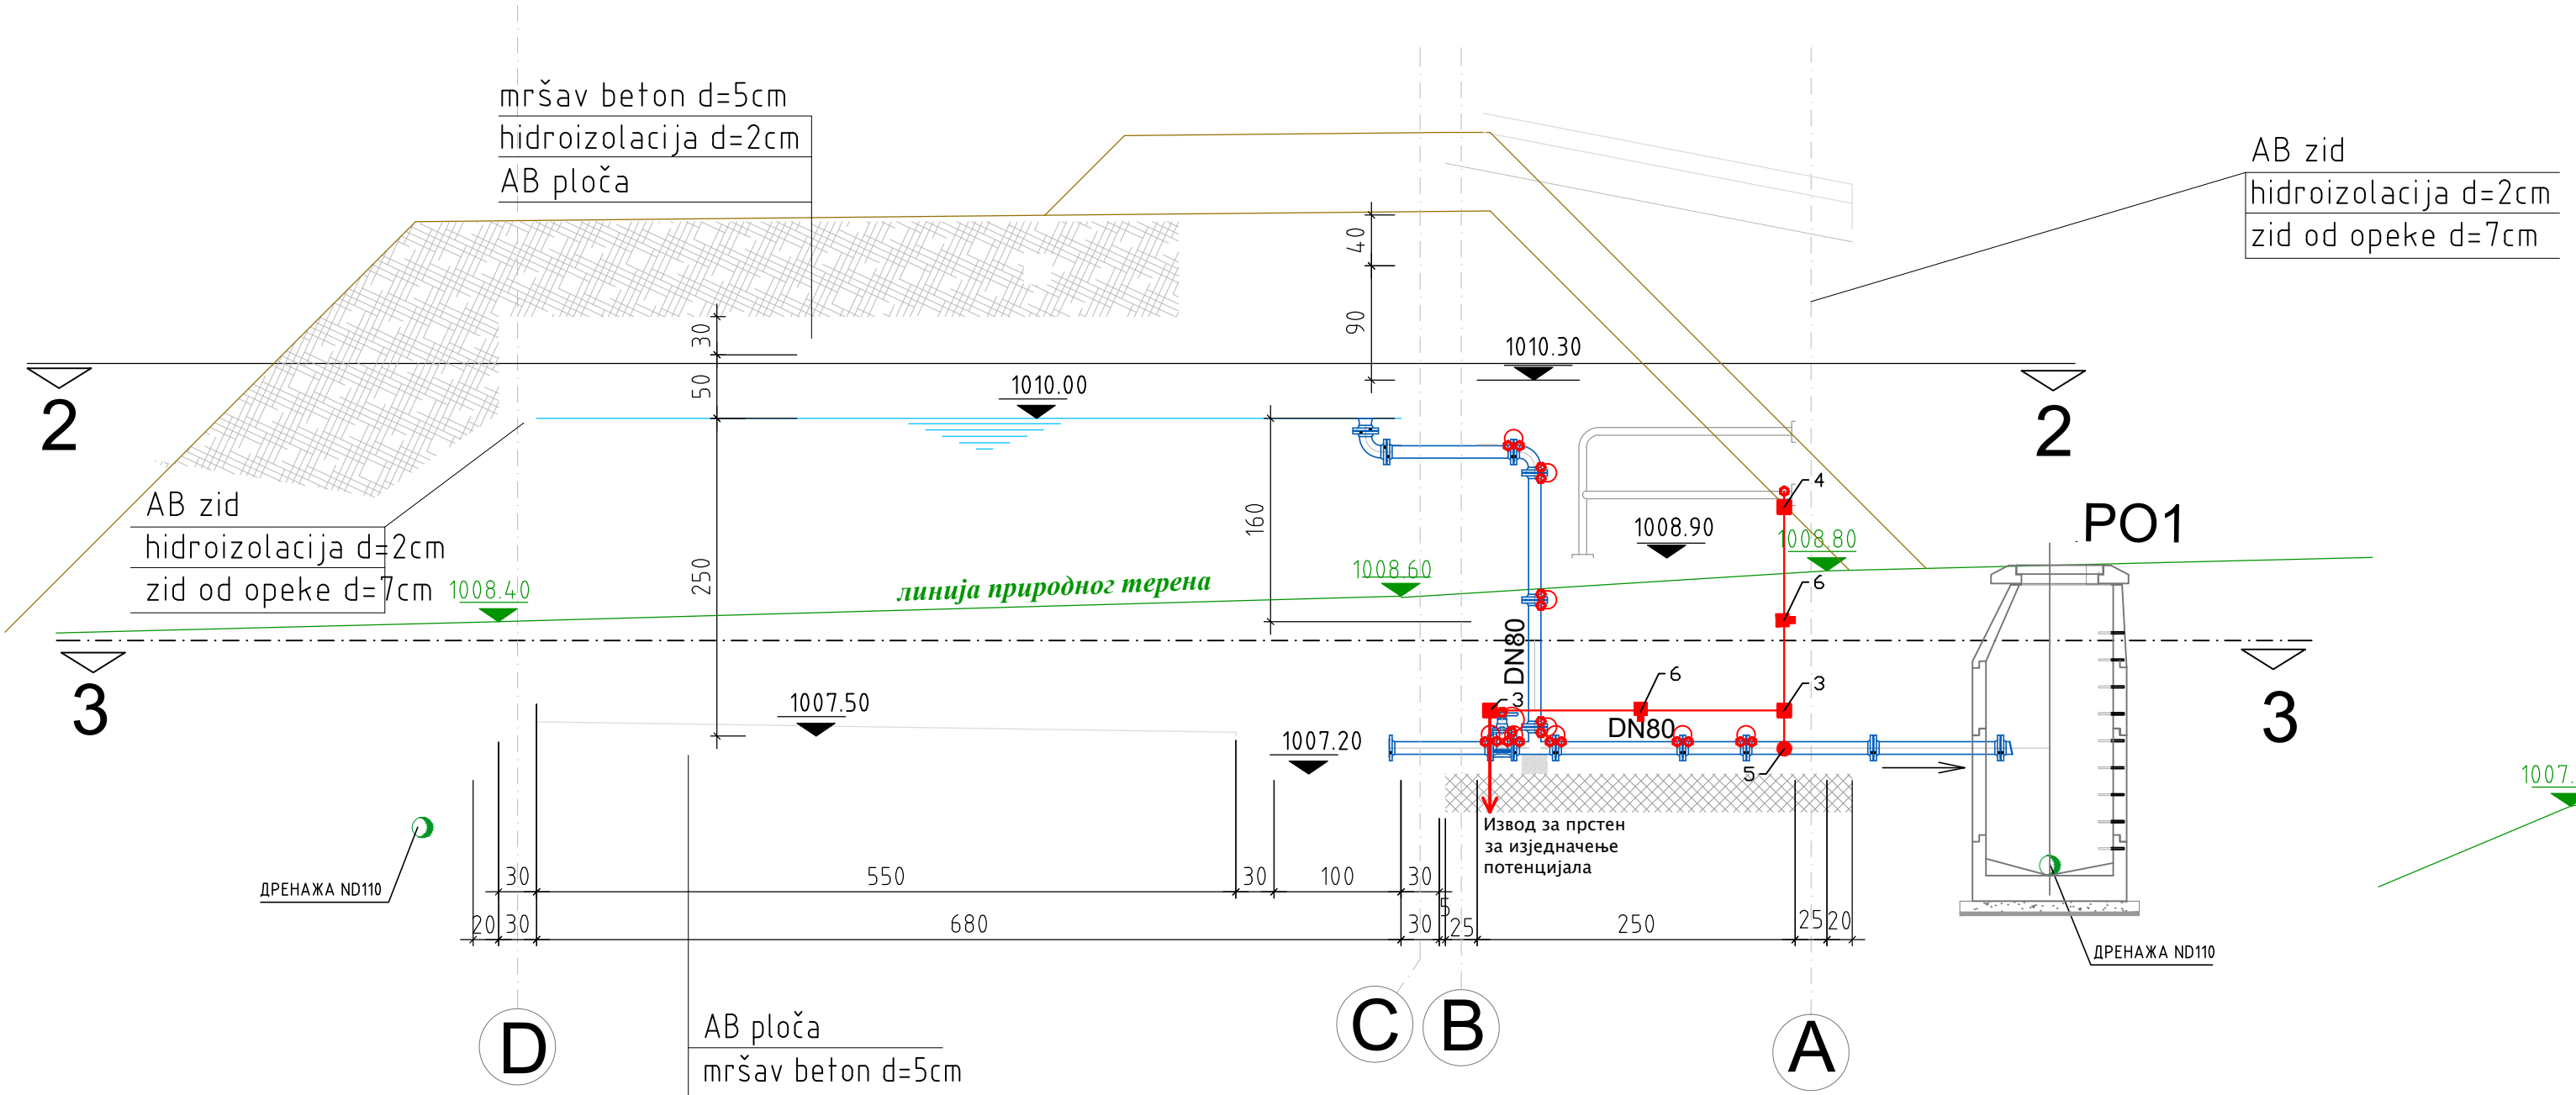 mršav beton d=5cm
hidroizolacija d=2cm
AB ploča
AB zid
hidroizolacija d=2cm
zid od opeke d=7cm
40
90
30
50
1010.30
1010.00
2
2
4
AB zid
hidroizolacija d=2cm
zid od opeke d=7cm
160
1008.90
1008.80
PO1
250
1008.40
линија природног терена
1008.60
6
DN80
3
3
6
3
3
1007.50
DN80
1007.20
5
1007.
Извод за прстен
за изједначење
потенцијала
ДРЕНАЖА ND110
30
550
30
100
30
5
20
30
680
30
25
250
25
20
ДРЕНАЖА ND110
D
C
B
A
AB ploča
mršav beton d=5cm